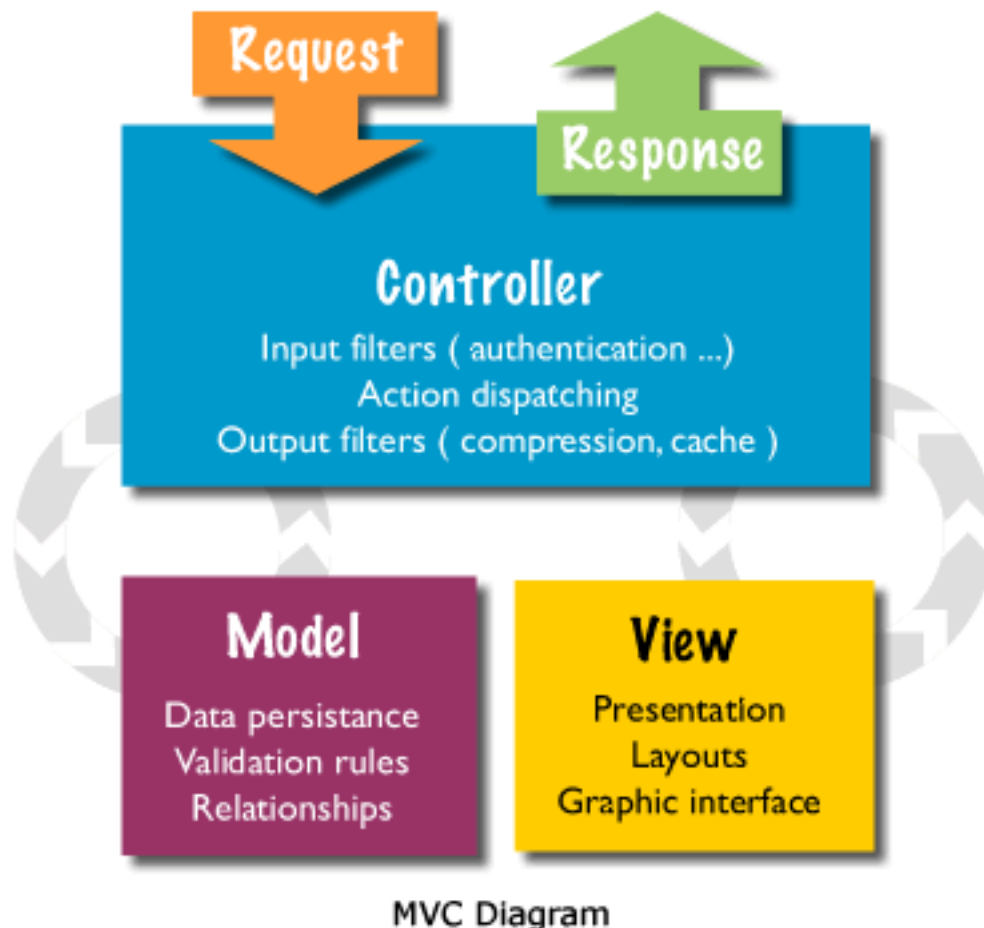 Request
Response
Controller
Input filters ( authentication ...)
Action dispatching
Output filters ( compression, cache )
Model
Data persistance
Validation rules
Relationships
View
Presentation
Layouts
Graphic interface
MVC Diagram